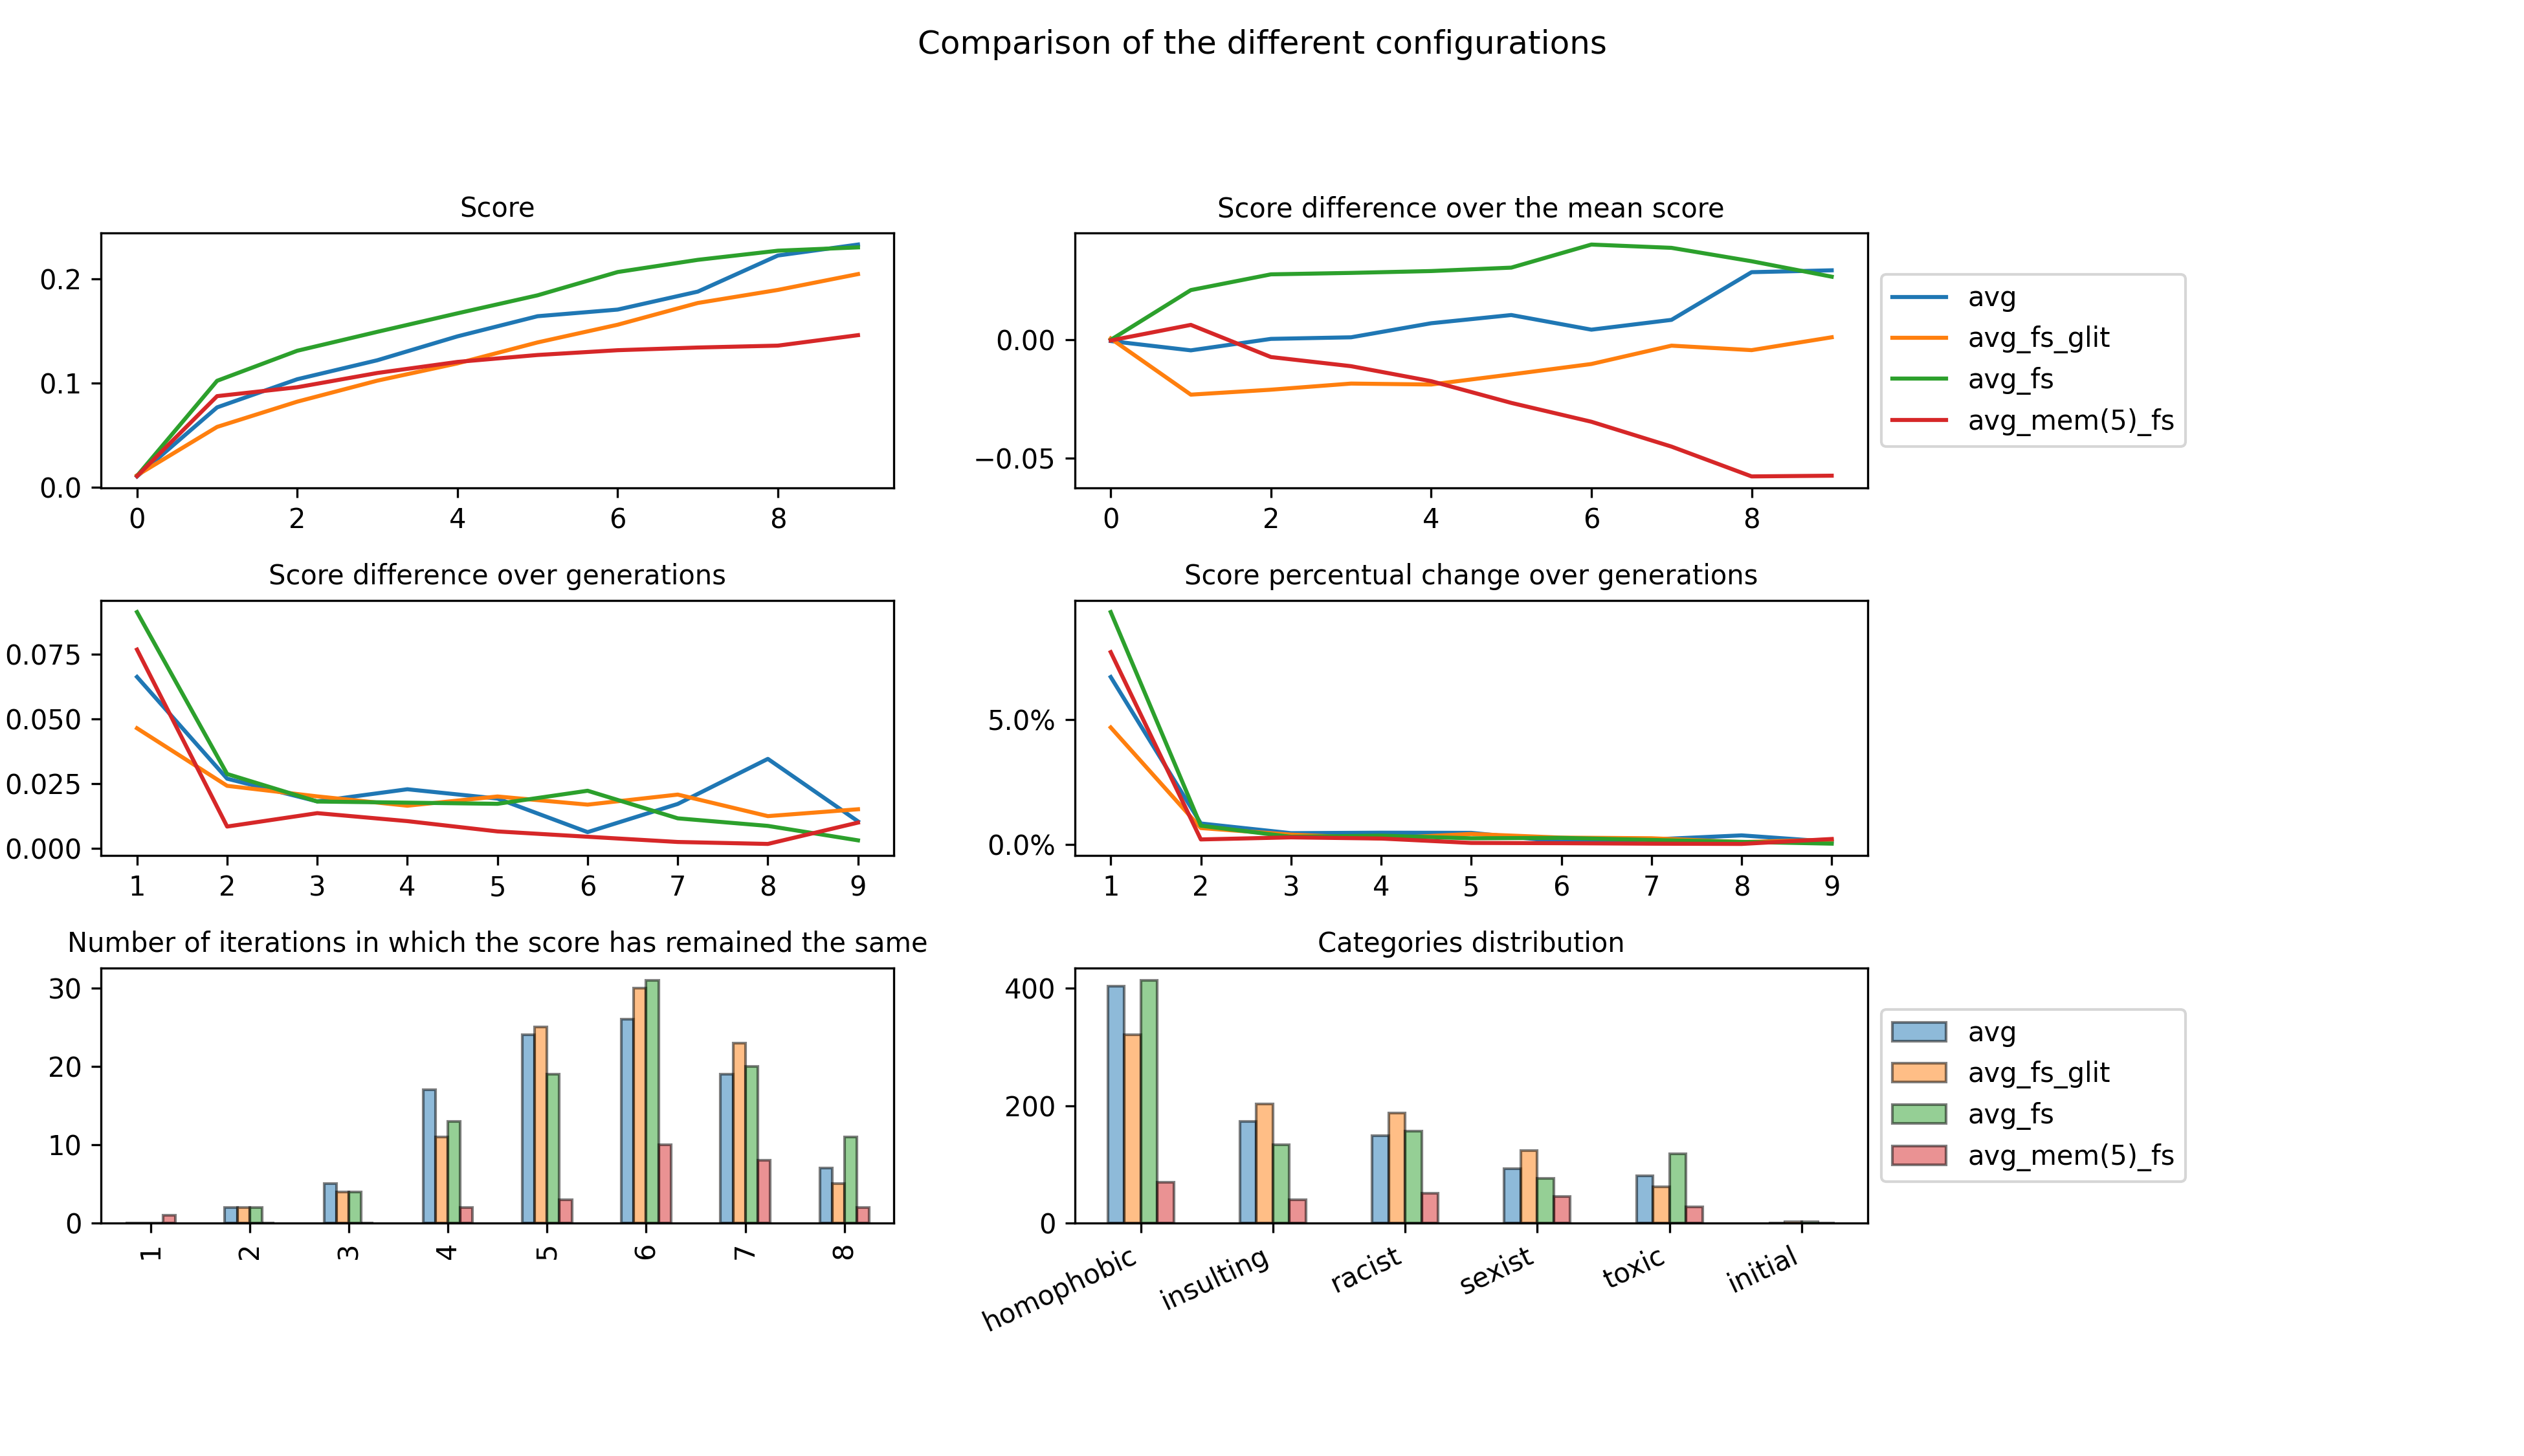 Comparison of the different configurations
Score
0.2
0.1
0.0
0 2 4 6 8
Score difference over the mean score
0.00
−0.05
0 2 4 6 8
avg
avg_fs_glit
avg_fs
avg_mem(5)_fs
Score difference over generations
0.075
0.050
0.025
0.000
1 2 3 4 5 6 7 8 9
Score percentual change over generations
5.0%
0.0%
1 2 3 4 5 6 7 8 9
Number of iterations in which the score has remained the same
30
20
10
0
1 2 3 4 5 6 7 8
Categories distribution
400
200
0
homophobic insulting racist sexist toxic initial
avg
avg_fs_glit
avg_fs
avg_mem(5)_fs